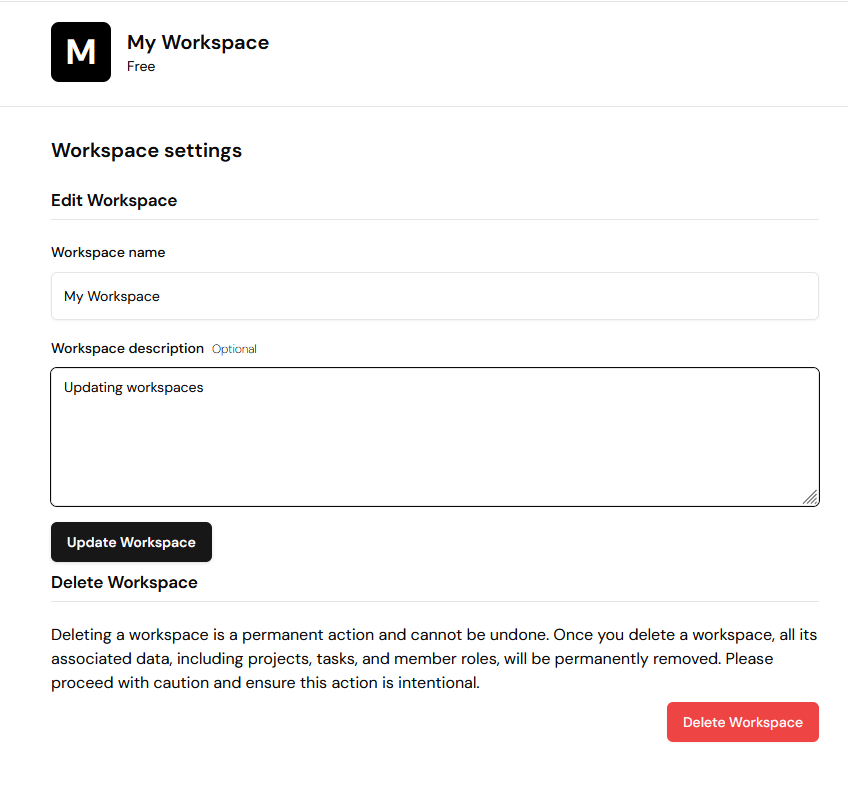 M
My Workspace
Free
Workspace settings
Edit Workspace
Workspace name
My Workspace
Workspace description Optional
Updating workspaces
Update Workspace
Delete Workspace
Deleting a workspace is a permanent action and cannot be undone. Once you delete a workspace, all its
associated data, including projects, tasks, and member roles, will be permanently removed. Please
proceed with caution and ensure this action is intentional.
Delete Workspace